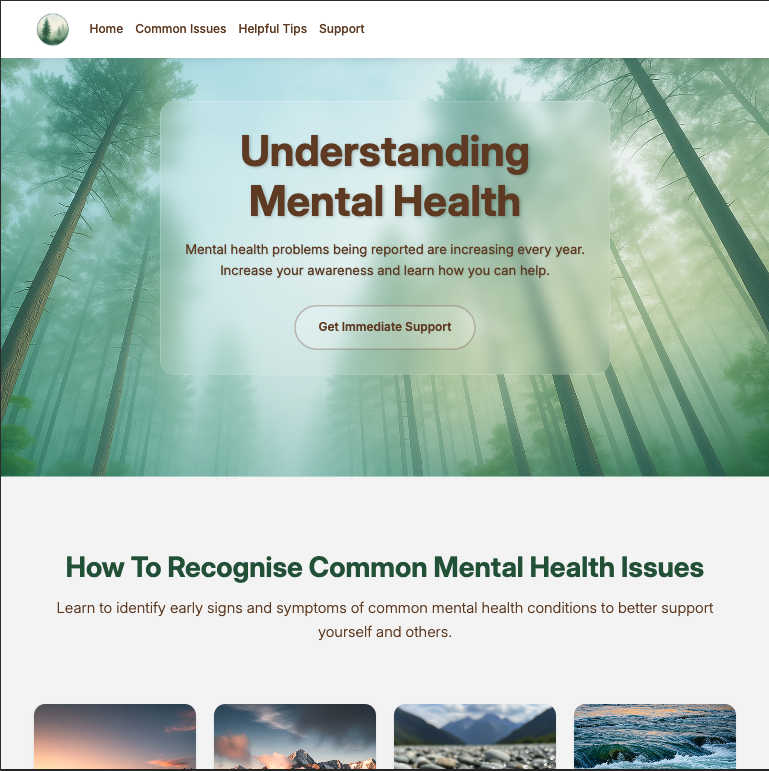 Home Common Issues Helpful Tips Support
Understanding
Mental Health
Mental health problems being reported are increasing every year.
Increase your awareness and learn how you can help.
Get Immediate Support
How To Recognise Common Mental Health Issues
Learn to identify early signs and symptoms of common mental health conditions to better support
yourself and others.